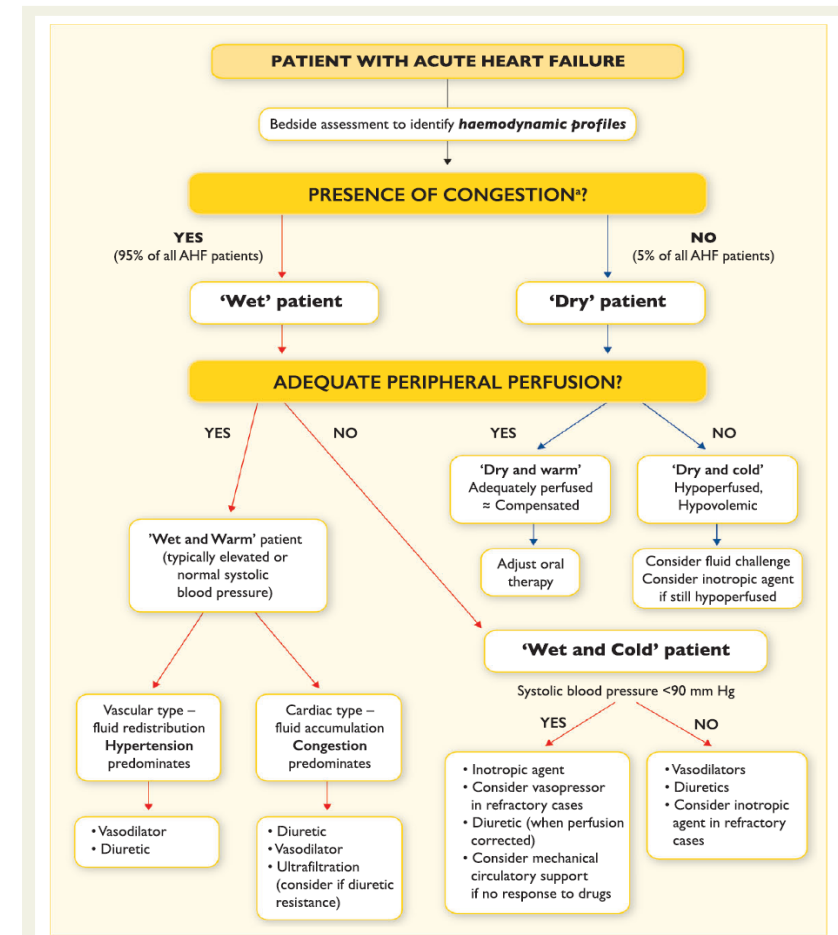 PATIENT WITH ACUTE HEART FAILURE
Bedside assessment to identify haemodynamic profiles
PRESENCE OF CONGESTIONª?
YES
(95% of all AHF patients)
NO
(5% of all AHF patients)
‘Wet’ patient
‘Dry’ patient
ADEQUATE PERIPHERAL PERFUSION?
YES
NO
YES
NO
‘Dry and warm’
Adequately perfused
≈ Compensated
‘Dry and cold’
Hypoperfused,
Hypovolemic
'Wet and Warm’ patient
(typically elevated or
normal systolic
blood pressure)
Adjust oral
therapy
Consider fluid challenge
Consider inotropic agent
if still hypoperfused
‘Wet and Cold’ patient
Systolic blood pressure <90 mm Hg
YES
NO
Vascular type –
fluid redistribution
Hypertension
predominates
Cardiac type –
fluid accumulation
Congestion
predominates
• Vasodilator
• Diuretic
• Diuretic
• Vasodilator
• Ultrafiltration
(consider if diuretic
resistance)
• Inotropic agent
• Consider vasopressor
in refractory cases
• Diuretic (when perfusion
corrected)
• Consider mechanical
circulatory support
if no response to drugs
• Vasodilators
• Diuretics
• Consider inotropic
agent in refractory
cases